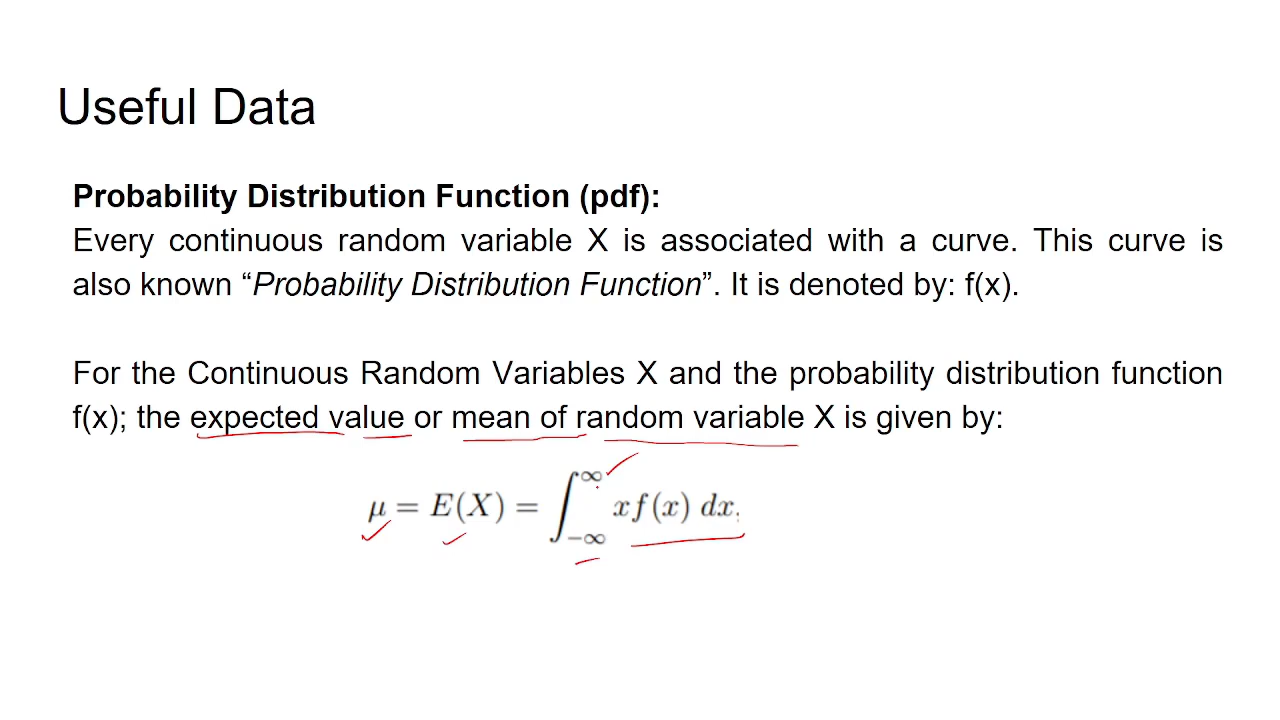 Useful Data
Probability Distribution Function (pdf):
Every continuous random variable X is associated with a curve. This curve is
also known “Probability Distribution Function”. It is denoted by: f(x).
For the Continuous Random Variables X and the probability distribution function
f(x); the expected value or mean of random variable X is given by:
μ = E(X) = ∫_{-∞}^{∞} x f(x) dx